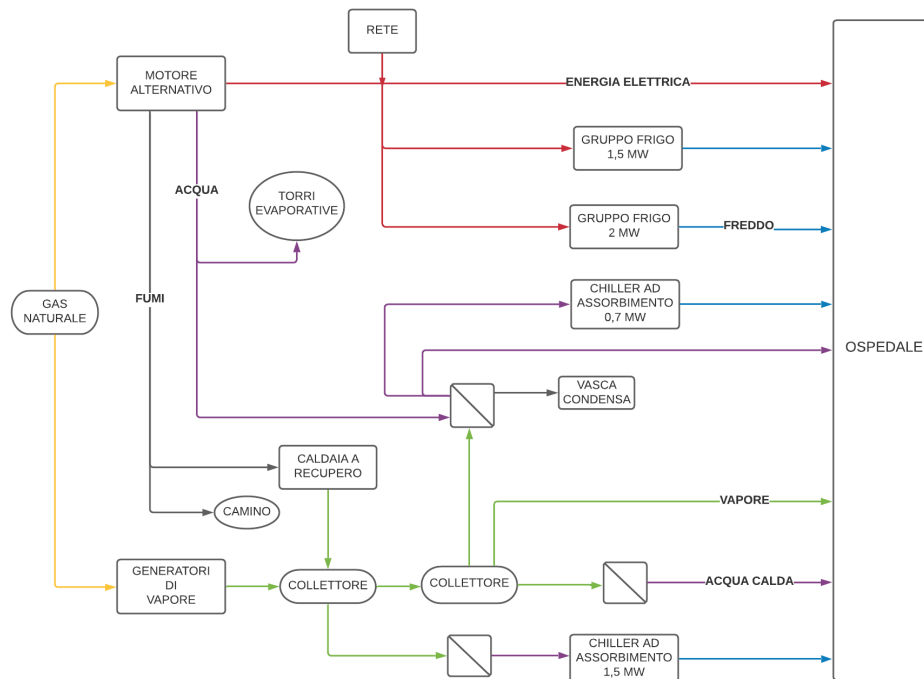 RETE
MOTORE
ALTERNATIVO
ENERGIA ELETTRICA
GRUPPO FRIGO
1,5 MW
ACQUA
TORRI
EVAPORATIVE
GRUPPO FRIGO
2 MW
FREDDO
FUMI
GAS
NATURALE
CHILLER AD
ASSORBIMENTO
0,7 MW
OSPEDALE
VASCA
CONDENSA
CALDAIA A
RECUPERO
CAMINO
VAPORE
GENERATORI
DI
VAPORE
COLLETTORE
COLLETTORE
ACQUA CALDA
CHILLER AD
ASSORBIMENTO
1,5 MW